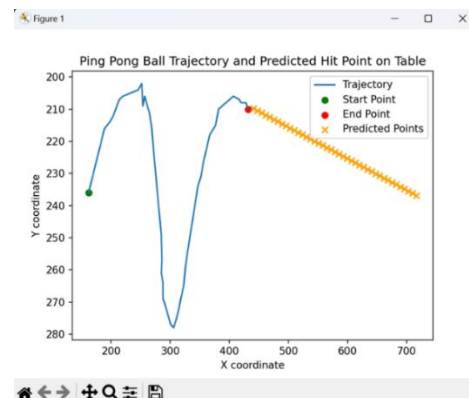 Figure 1
Ping Pong Ball Trajectory and Predicted Hit Point on Table
200
210
220
230
240
250
260
270
280
Y coordinate
Trajectory
Start Point
End Point
Predicted Points
200 300 400 500 600 700
X coordinate